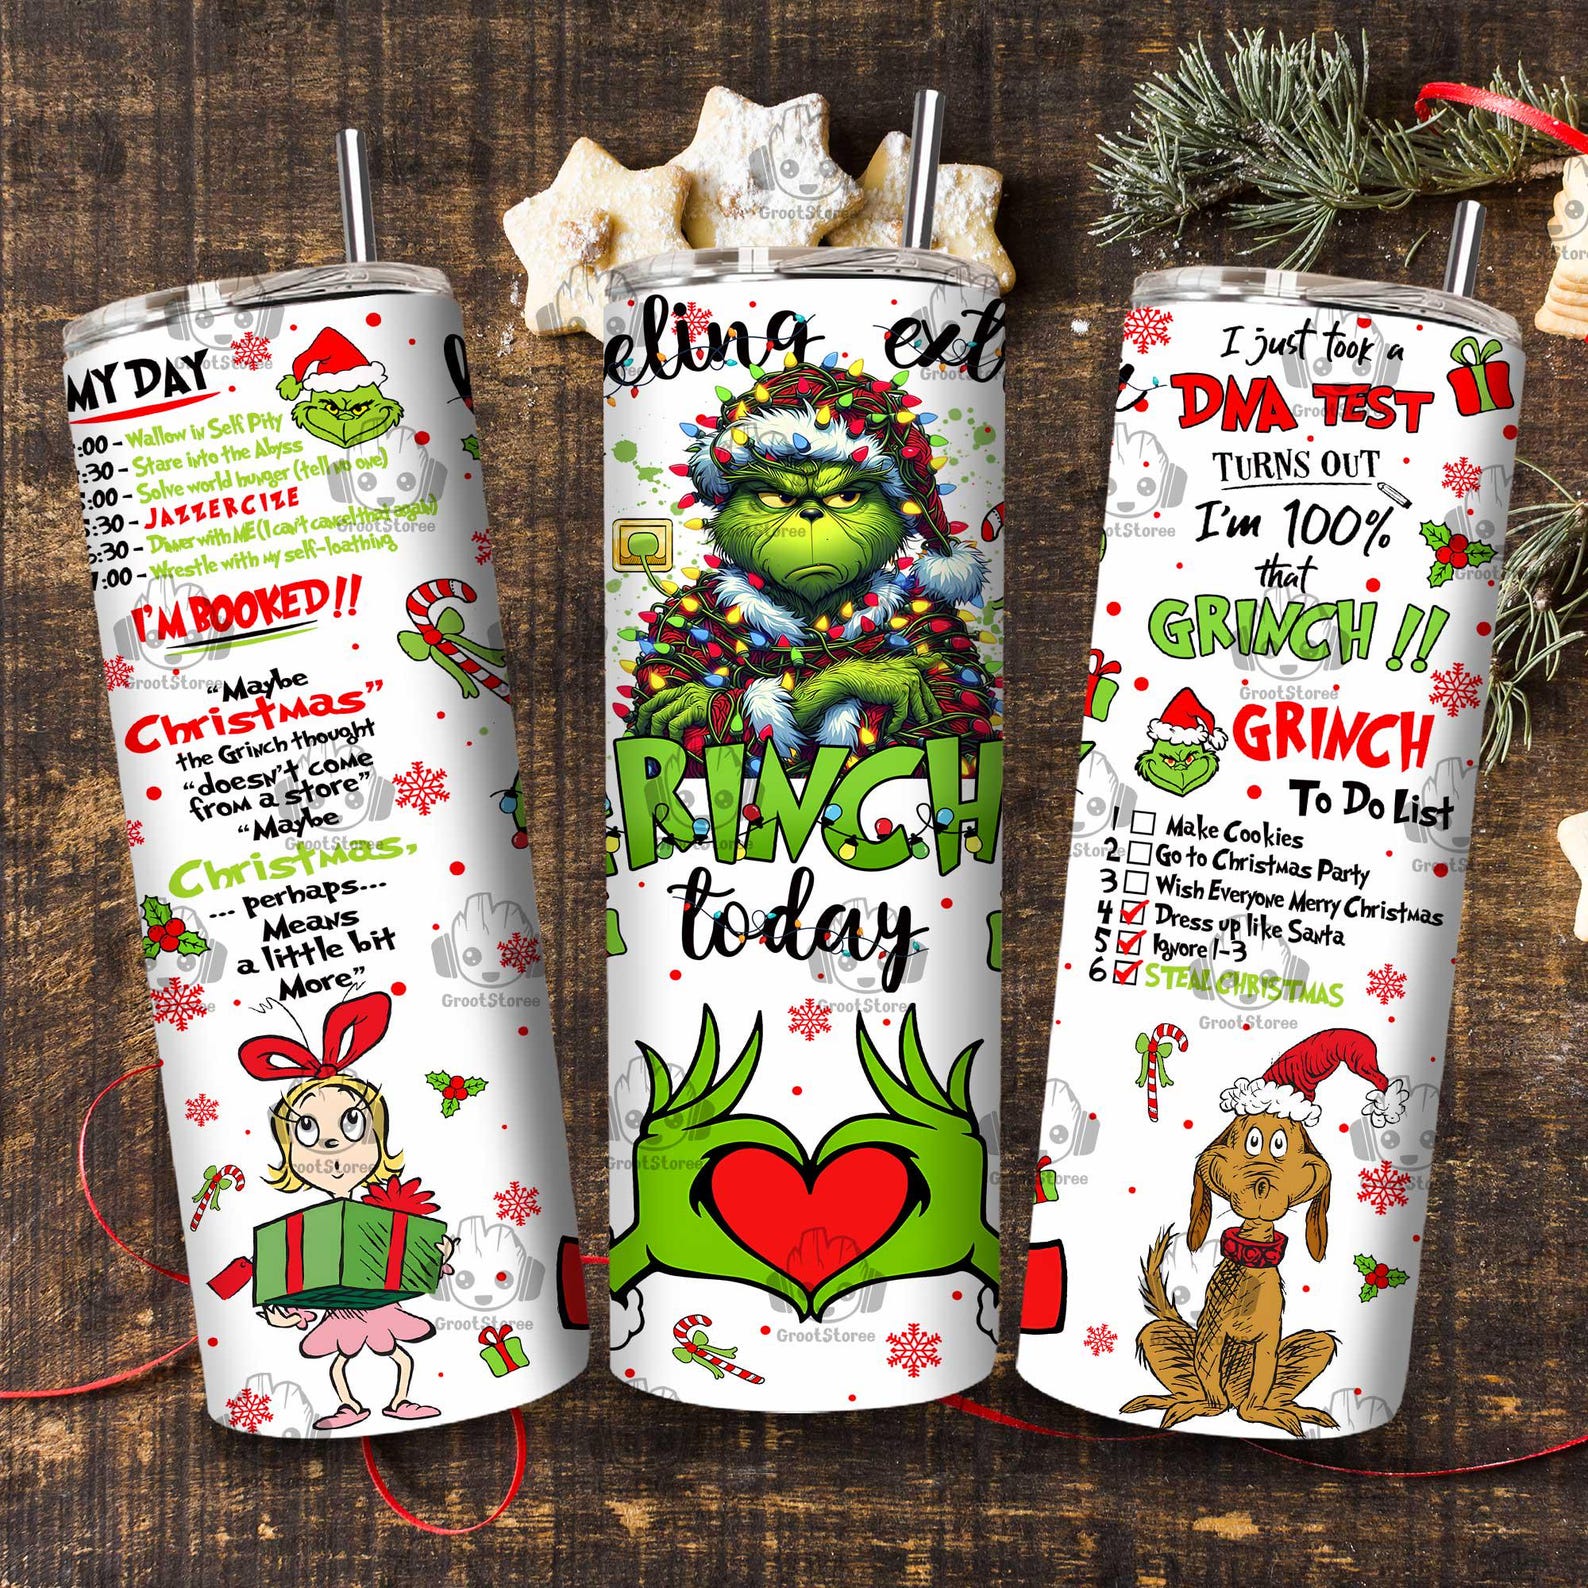 MY DAY
:00 - Wallow in Self Pity
:30 - Stare into the Abyss
:00 - Solve world hunger (tell no one)
:30 - JAZZERCIZE
:30 - Dinner with ME (I can't cancel that again)
:00 - Wrestle with my self-loathing
I'M BOOKED!!
"Maybe
Christmas"
the Grinch thought
"doesn't come
from a store"
"Maybe
Christmas,
... perhaps...
Means
a little bit
More"
eling ext
RINCH
today
I just took a
DNA TEST
TURNS OUT
I'm 100%
that
GRINCH !!
GRINCH
To Do List
1 Make Cookies
2 Go to Christmas Party
3 Wish Everyone Merry Christmas
4 Dress up like Santa
5 Ignore 1-3
6 STEAL CHRISTMAS
GrootStoree